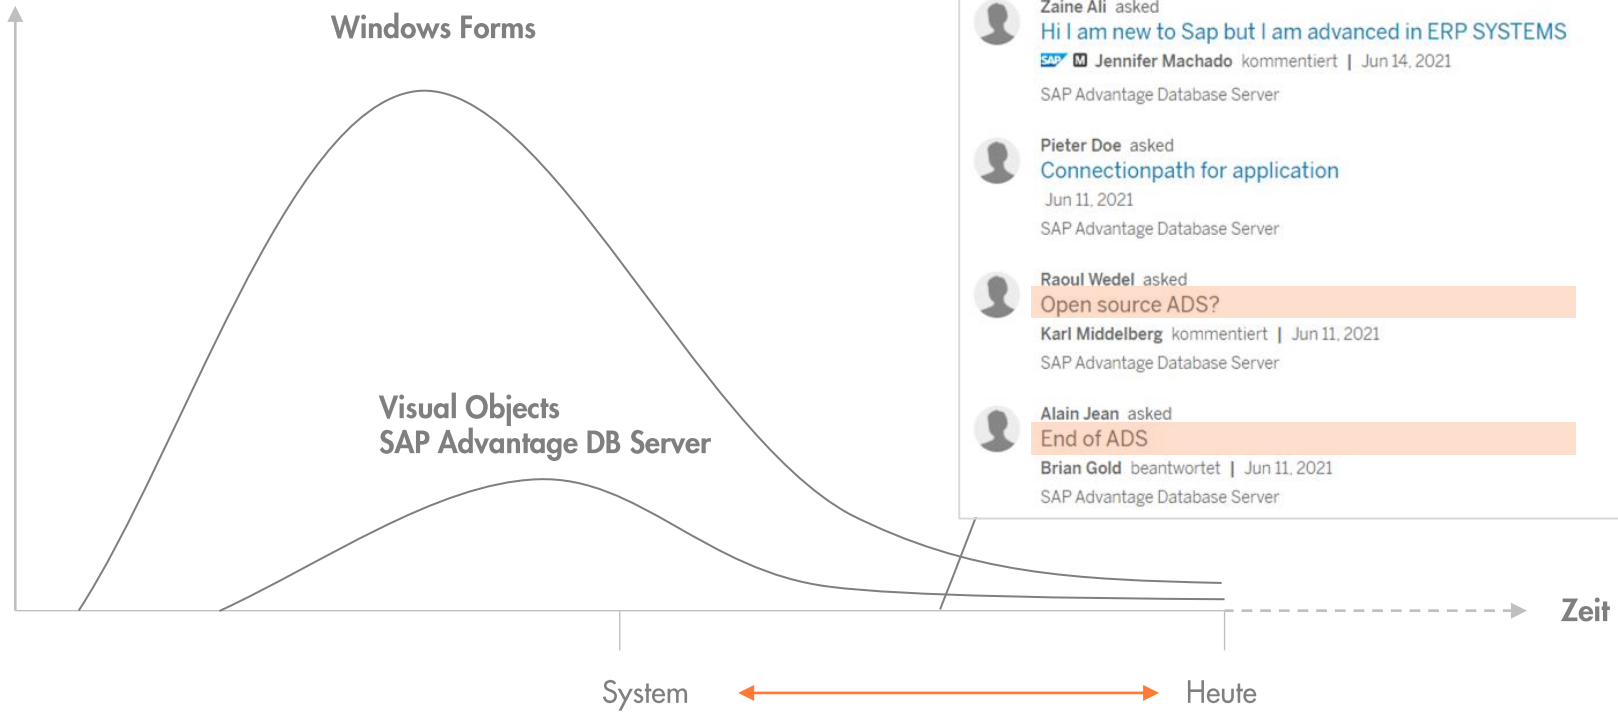 Windows Forms
Visual Objects
SAP Advantage DB Server
Zaine Ali asked
Hi I am new to Sap but I am advanced in ERP SYSTEMS
SAP M Jennifer Machado kommentiert | Jun 14, 2021
SAP Advantage Database Server
Pieter Doe asked
Connectionpath for application
Jun 11, 2021
SAP Advantage Database Server
Raoul Wedel asked
Open source ADS?
Karl Middelberg kommentiert | Jun 11, 2021
SAP Advantage Database Server
Alain Jean asked
End of ADS
Brian Gold beantwortet | Jun 11, 2021
SAP Advantage Database Server
Zeit
System
Heute